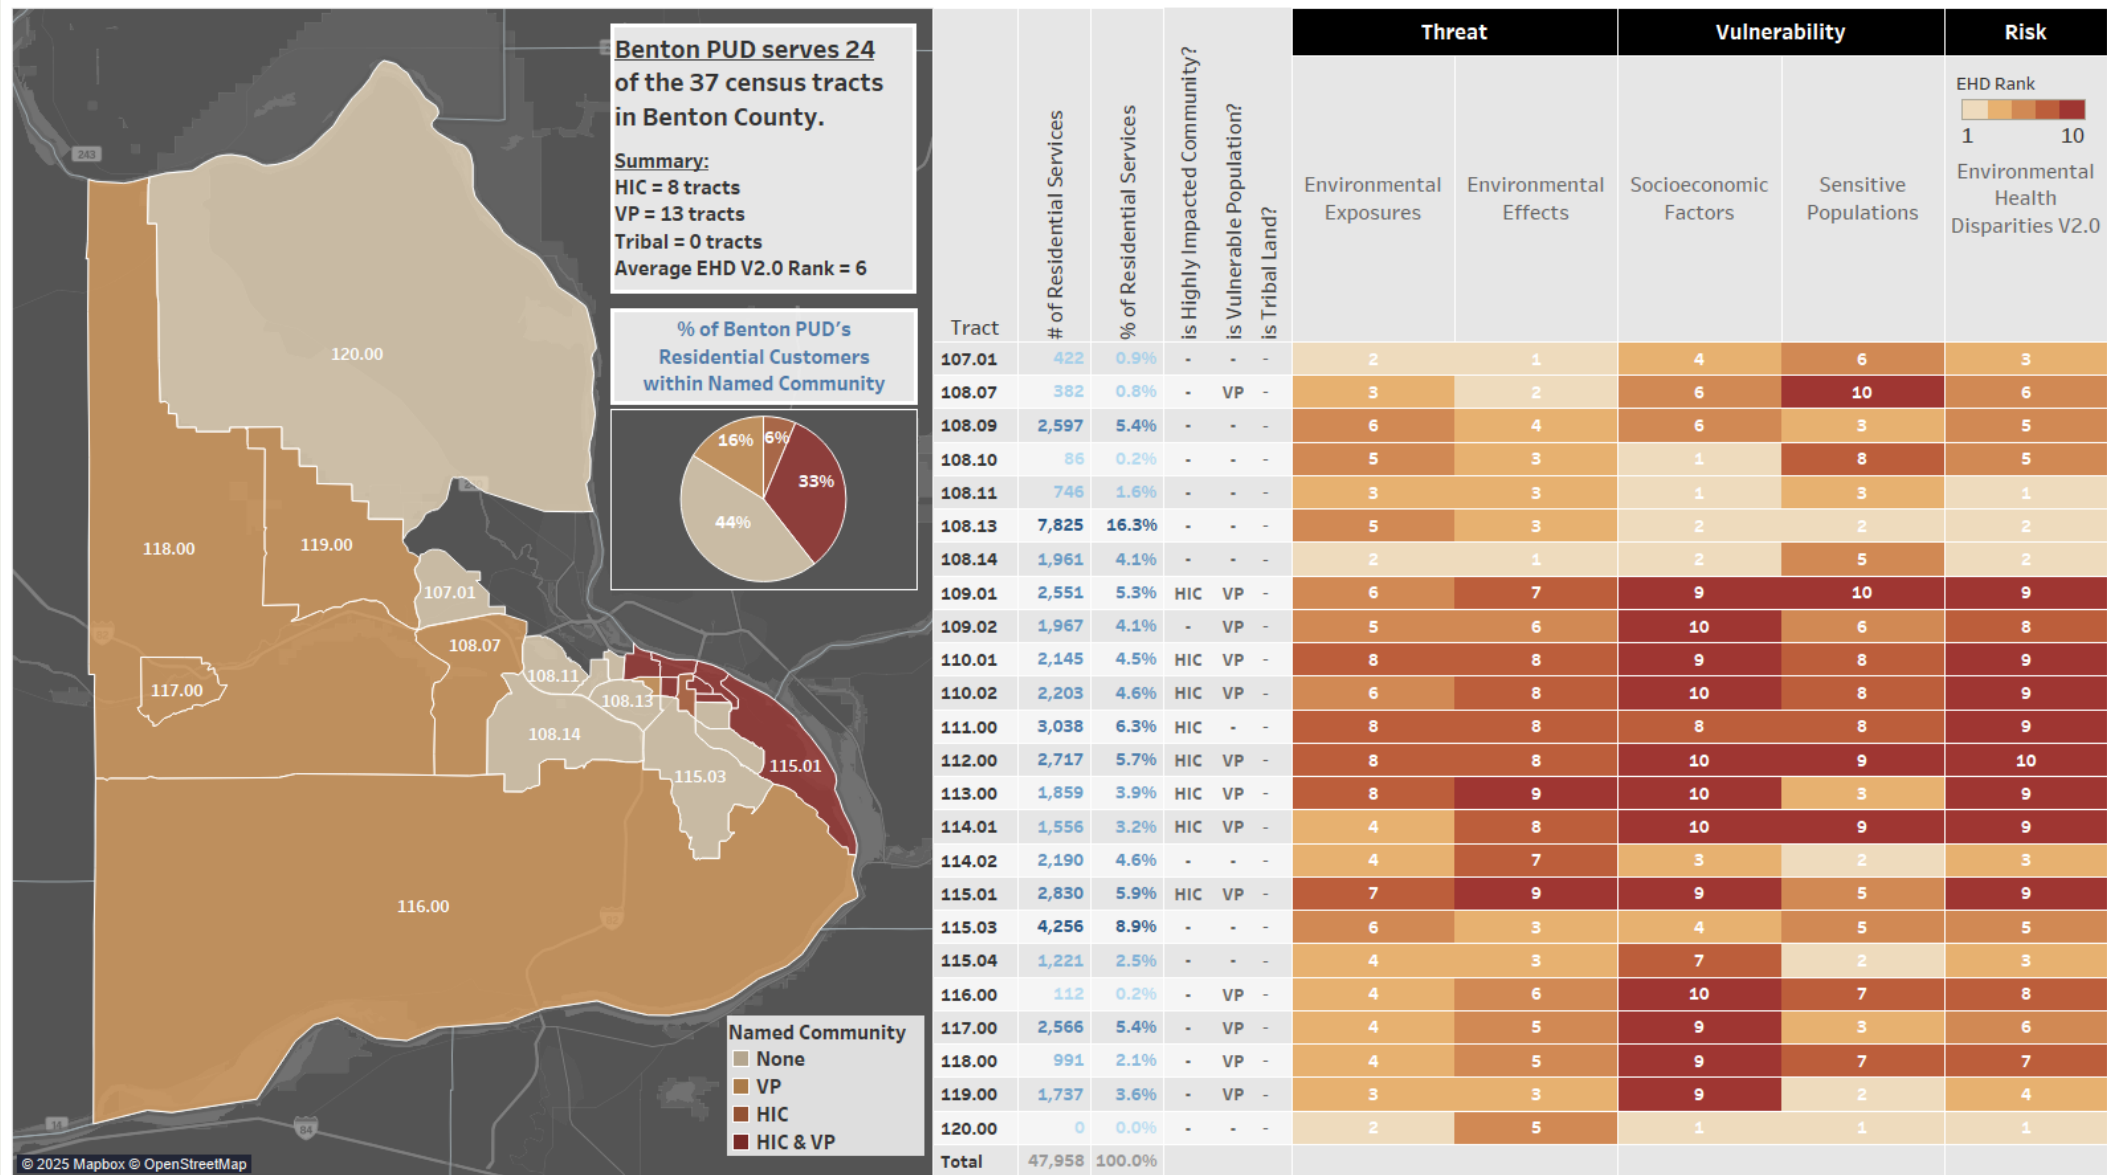 Benton PUD serves 24
of the 37 census tracts
in Benton County.
Summary:
HIC = 8 tracts
VP = 13 tracts
Tribal = 0 tracts
Average EHD V2.0 Rank = 6
% of Benton PUD's
Residential Customers
within Named Community
16% 6%
33%
44%
243
120.00
118.00
119.00
107.01
108.07
117.00
108.11
108.13
108.14
115.03
115.01
116.00
84
Named Community
None
VP
HIC
HIC & VP
© 2025 Mapbox © OpenStreetMap
Threat Vulnerability Risk
EHD Rank
1 10
Tract
# of Residential Services
% of Residential Services
is Highly Impacted Community?
is Vulnerable Population?
is Tribal Land?
Environmental
Exposures
Environmental
Effects
Socioeconomic
Factors
Sensitive
Populations
Environmental
Health
Disparities V2.0
107.01 422 0.9% - - - 2 1 4 6 3
108.07 382 0.8% - VP - 3 2 6 10 6
108.09 2,597 5.4% - - - 6 4 6 3 5
108.10 86 0.2% - - - 5 3 1 8 5
108.11 746 1.6% - - - 3 3 1 3 1
108.13 7,825 16.3% - - - 5 3 2 2 2
108.14 1,961 4.1% - - - 2 1 2 5 2
109.01 2,551 5.3% HIC VP - 6 7 9 10 9
109.02 1,967 4.1% - VP - 5 6 10 6 8
110.01 2,145 4.5% HIC VP - 8 8 9 8 9
110.02 2,203 4.6% HIC VP - 6 8 10 8 9
111.00 3,038 6.3% HIC - - 8 8 8 8 9
112.00 2,717 5.7% HIC VP - 8 8 10 9 10
113.00 1,859 3.9% HIC VP - 8 9 10 3 9
114.01 1,556 3.2% HIC VP - 4 8 10 9 9
114.02 2,190 4.6% - - - 4 7 3 2 3
115.01 2,830 5.9% HIC VP - 7 9 9 5 9
115.03 4,256 8.9% - - - 6 3 4 5 5
115.04 1,221 2.5% - - - 4 3 7 2 3
116.00 112 0.2% - VP - 4 6 10 7 8
117.00 2,566 5.4% - VP - 4 5 9 3 6
118.00 991 2.1% - VP - 4 5 9 7 7
119.00 1,737 3.6% - VP - 3 3 9 2 4
120.00 0 0.0% - - - 2 5 1 1 1
Total 47,958 100.0%